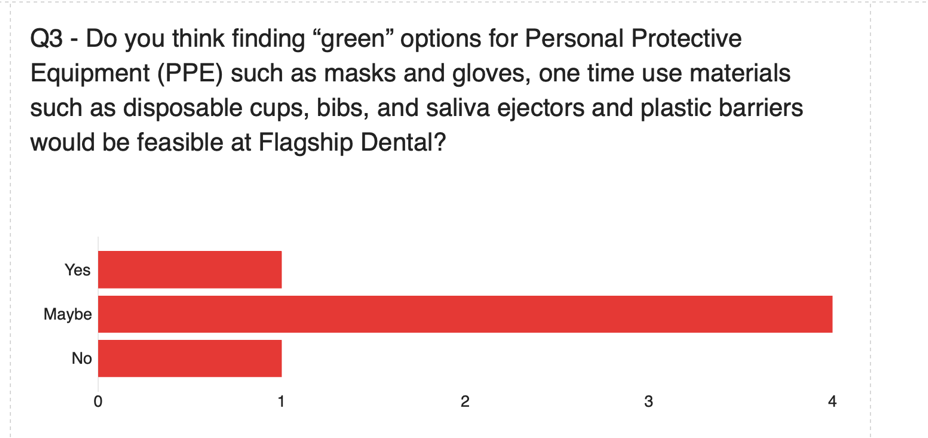 Q3 - Do you think finding “green” options for Personal Protective
Equipment (PPE) such as masks and gloves, one time use materials
such as disposable cups, bibs, and saliva ejectors and plastic barriers
would be feasible at Flagship Dental?
Yes
Maybe
No
0 1 2 3 4